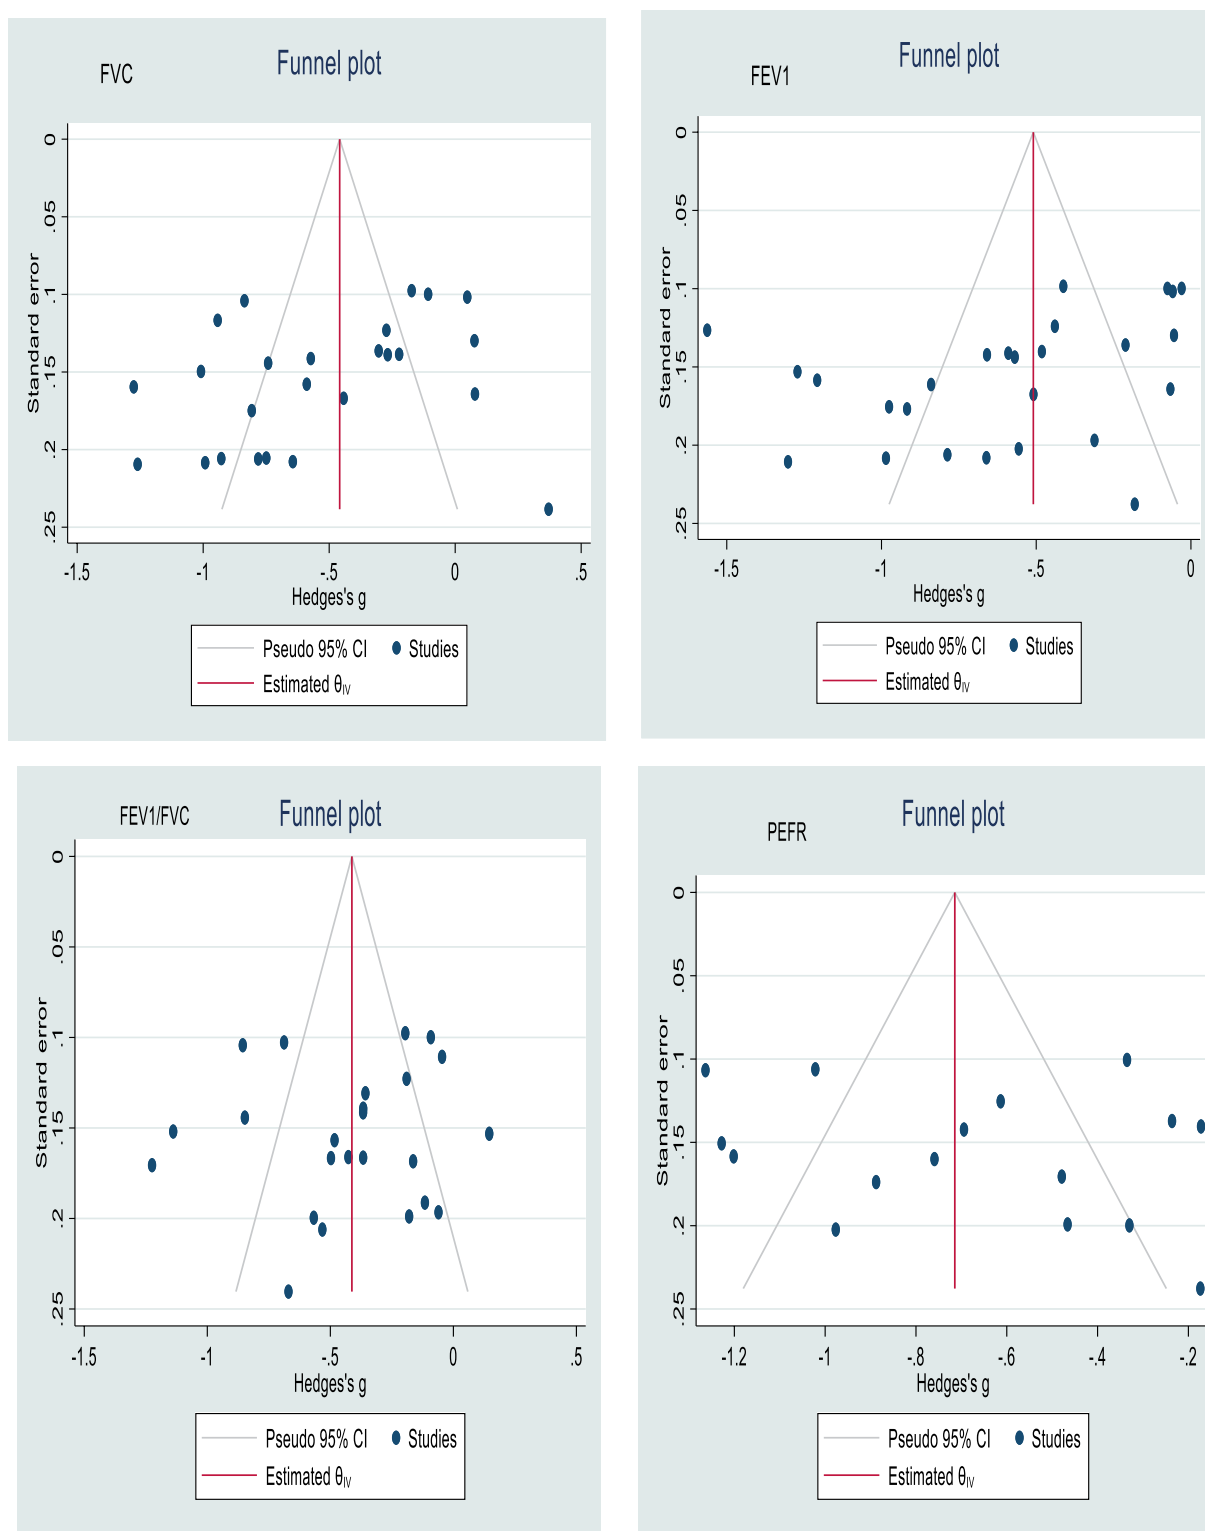 FVC
Funnel plot
0
.05
.1
.15
.2
.25
Standard error
-1.5
-1
-.5
0
.5
Hedges's g
Pseudo 95% CI
Studies
Estimated θIV
FEV1
Funnel plot
0
.05
.1
.15
.2
.25
Standard error
-1.5
-1
-.5
0
Hedges's g
Pseudo 95% CI
Studies
Estimated θIV
FEV1/FVC
Funnel plot
0
.05
.1
.15
.2
.25
Standard error
-1.5
-1
-.5
0
.5
Hedges's g
Pseudo 95% CI
Studies
Estimated θIV
PEFR
Funnel plot
0
.05
.1
.15
.2
.25
Standard error
-1.2
-1
-.8
-.6
-.4
-.2
Hedges's g
Pseudo 95% CI
Studies
Estimated θIV